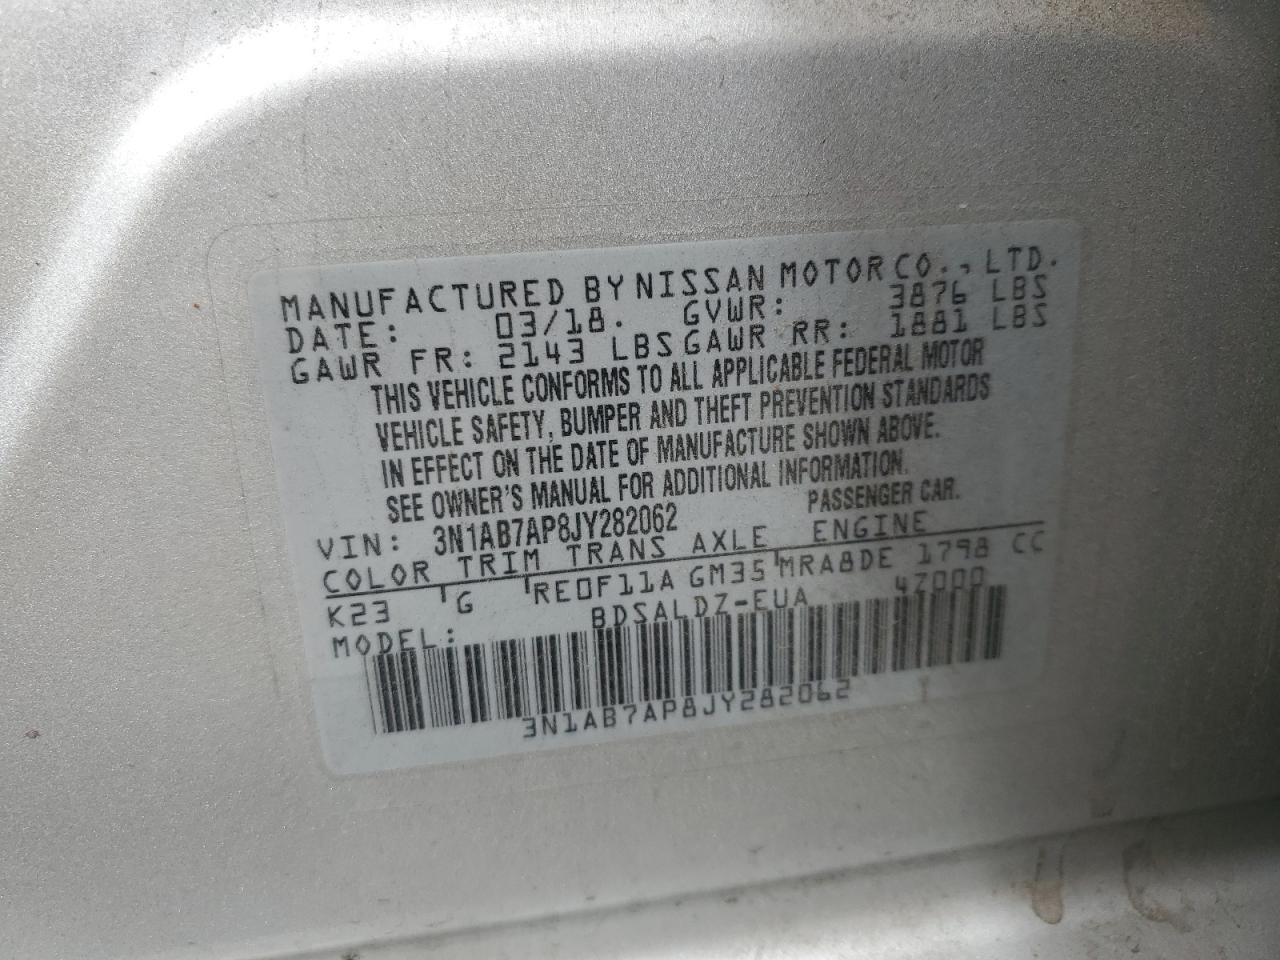 MANUFACTURED BY NISSAN MOTOR CO., LTD.
DATE: 03/18. GVWR: 3876 LBS
GAWR FR: 2143 LBS GAWR RR: 1881 LBS
THIS VEHICLE CONFORMS TO ALL APPLICABLE FEDERAL MOTOR
VEHICLE SAFETY, BUMPER AND THEFT PREVENTION STANDARDS
IN EFFECT ON THE DATE OF MANUFACTURE SHOWN ABOVE.
SEE OWNER'S MANUAL FOR ADDITIONAL INFORMATION.
VIN: 3N1AB7AP8JY282062 PASSENGER CAR.
COLOR TRIM TRANS AXLE ENGINE
K23 G RE0F11A GM35 MRA8DE 1798 CC
MODEL: BDSALDZ-EUA 4Z000
3N1AB7AP8JY282062